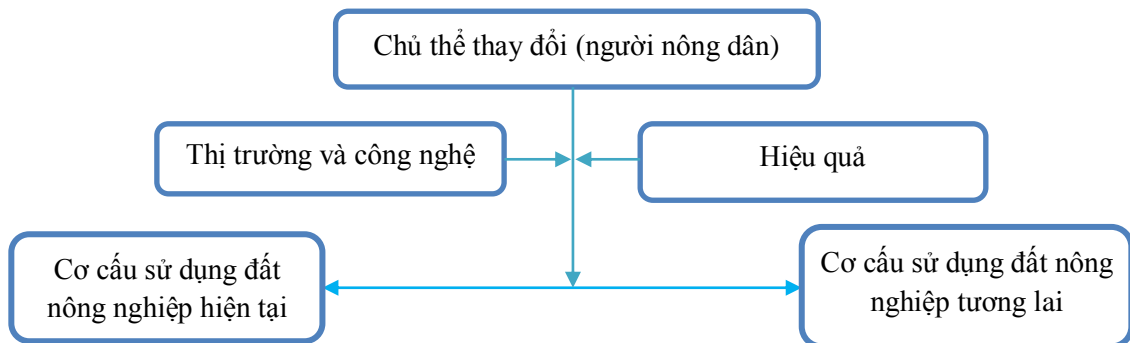 Chủ thể thay đổi (người nông dân)
Thị trường và công nghệ
Hiệu quả
Cơ cấu sử dụng đất
nông nghiệp hiện tại
Cơ cấu sử dụng đất nông
nghiệp tương lai